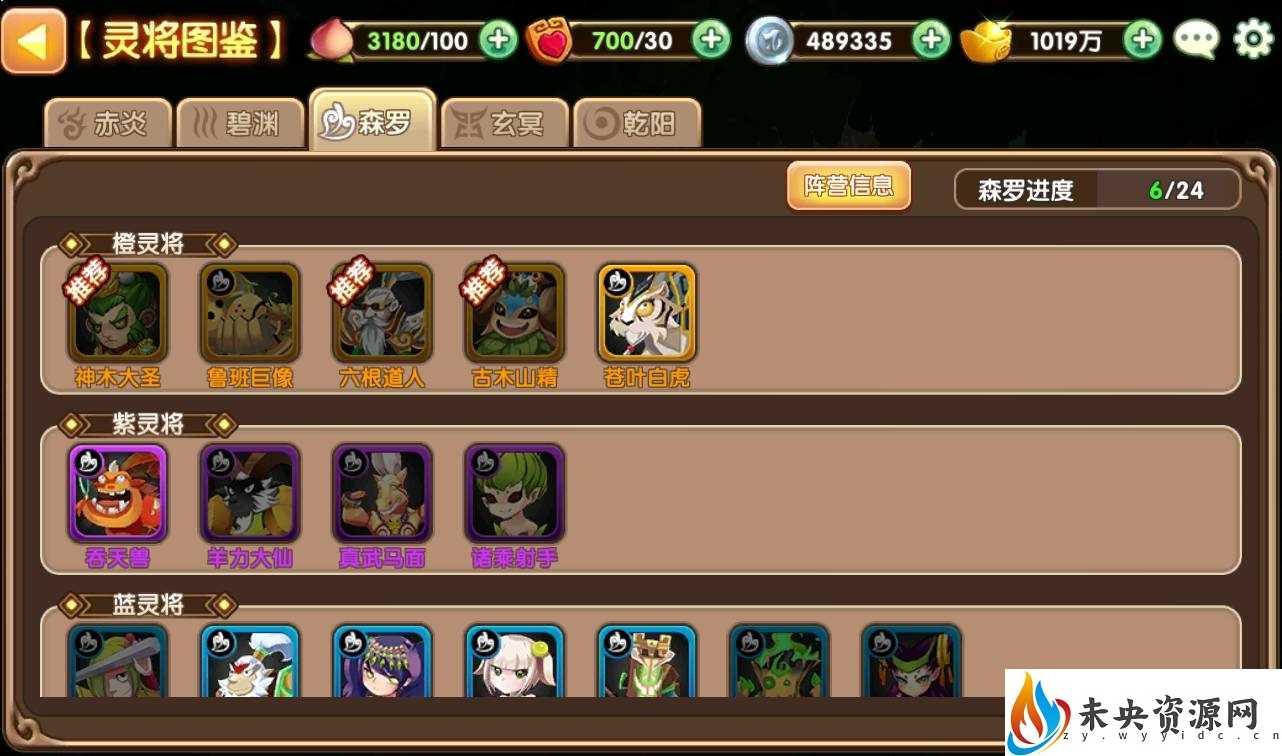 【灵将图鉴】 3180/100 700/30 489335 1019万
赤炎 碧渊 森罗 玄冥 乾阳
阵营信息 森罗进度 6/24
橙灵将
推荐 推荐 推荐
神木大圣 鲁班巨像 六根道人 古木山精 苍叶白虎
紫灵将
吞天兽 羊力大仙 真武马面 诸乘射手
蓝灵将
未央资源网
zy.wyyidc.cn